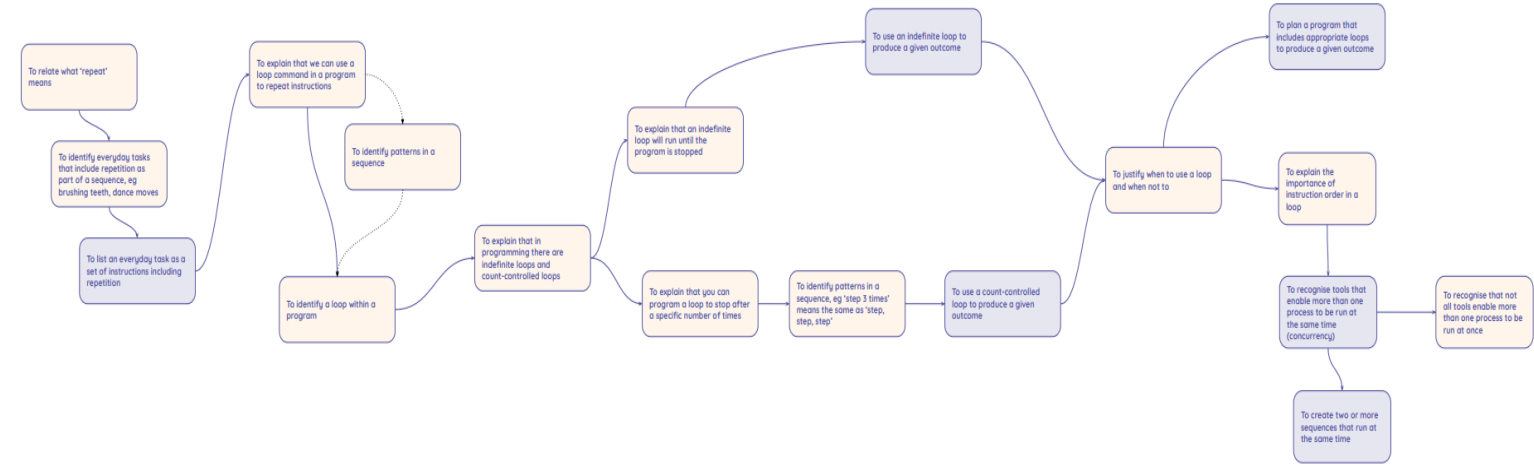 To relate what 'repeat'
means
To identify everyday tasks
that include repetition as
part of a sequence, eg
brushing teeth, dance moves
To list an everyday task as a
set of instructions including
repetition
To explain that we can use a
loop command in a program
to repeat instructions
To identify patterns in a
sequence
To identify a loop within a
program
To explain that in
programming there are
indefinite loops and
count-controlled loops
To explain that an indefinite
loop will run until the
program is stopped
To use an indefinite loop to
produce a given outcome
To explain that you can
program a loop to stop after
a specific number of times
To identify patterns in a
sequence, eg 'step 3 times'
means the same as 'step,
step, step'
To use a count-controlled
loop to produce a given
outcome
To justify when to use a loop
and when not to
To plan a program that
includes appropriate loops
to produce a given outcome
To explain the
importance of
instruction order in a
loop
To recognise tools that
enable more than one
process to be run at
the same time
(concurrency)
To recognise that not
all tools enable more
than one process to be
run at once
To create two or more
sequences that run at
the same time